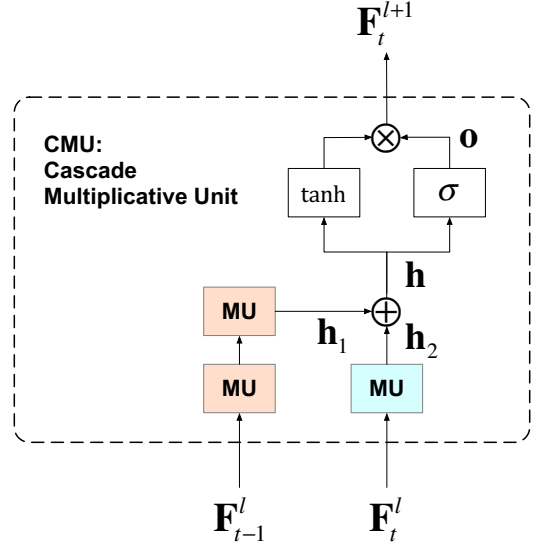 F_t^{l+1}
CMU:
Cascade
Multiplicative Unit
o
tanh
σ
h
MU
h_1
h_2
MU
MU
F_{t-1}^l
F_t^l